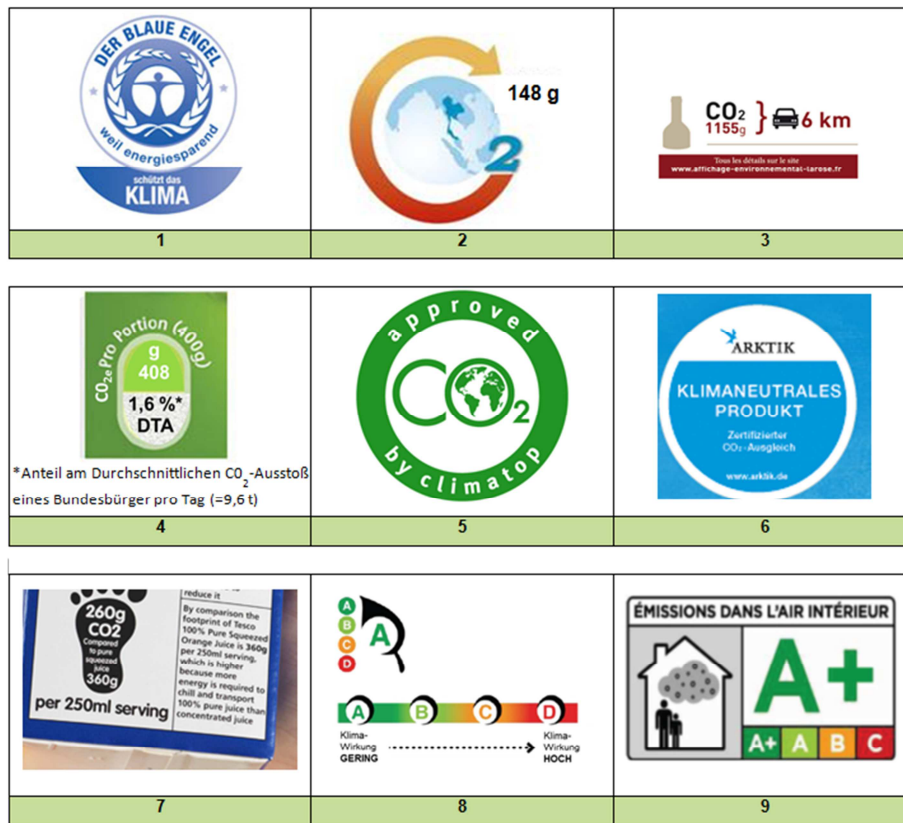 DER BLAUE ENGEL
weil energiesparend
schützt das
KLIMA
148 g
2
CO₂
1155g
6 km
Tous les détails sur le site
www.affichage-environnemental-larose.fr
1
2
3
CO2e Pro Portion (400g)
g
408
1,6 %*
DTA
*Anteil am Durchschnittlichen CO₂-Ausstoß
eines Bundesbürger pro Tag (=9,6 t)
approved
CO₂
by climatop
ARKTIK
KLIMANEUTRALES
PRODUKT
Zertifizierter
CO₂-Ausgleich
www.arktik.de
4
5
6
260g
CO2
Compared
to pure
squeezed
juice
360g
per 250ml serving
reduce it
By comparison the
footprint of Tesco
100% Pure Squeezed
Orange Juice is 360g
per 250ml serving,
which is higher
because more
energy is required to
chill and transport
100% pure juice than
concentrated juice
A
B
C
D
A
A
B
C
D
Klima-
Wirkung
GERING
Klima-
Wirkung
HOCH
ÉMISSIONS DANS L'AIR INTÉRIEUR
A+
A+ A B C
7
8
9